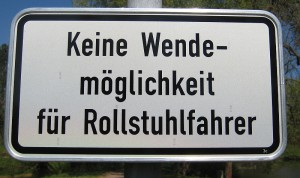 Keine Wende-
möglichkeit
für Rollstuhlfahrer